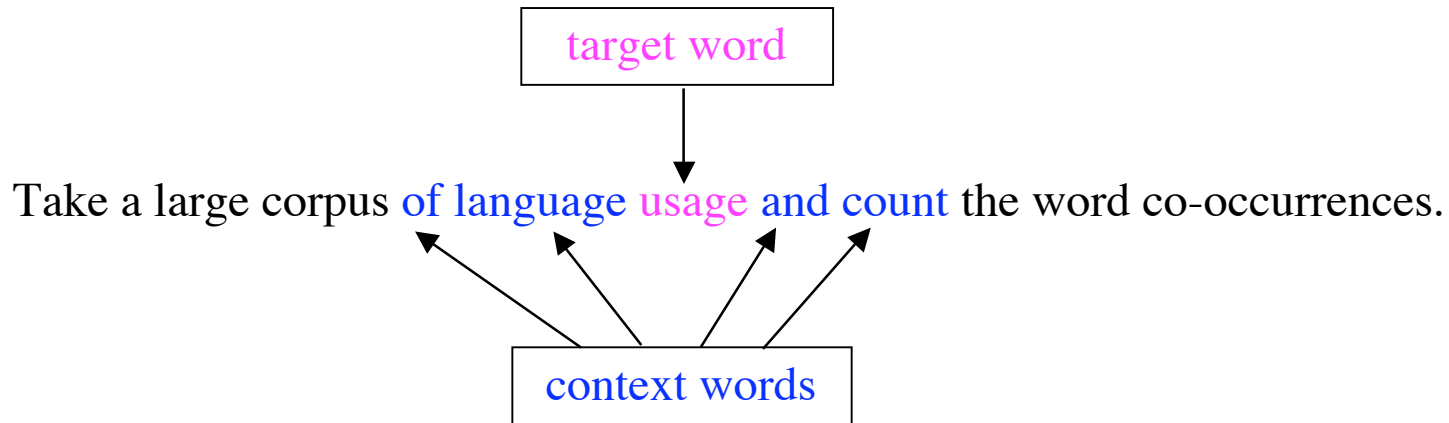 target word
Take a large corpus of language usage and count the word co-occurrences.
context words